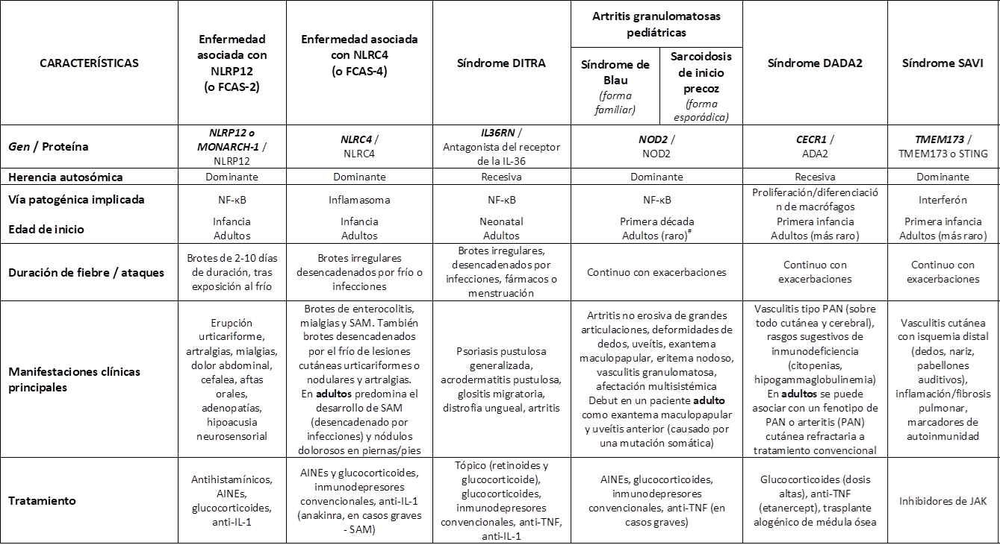 CARACTERÍSTICAS
Enfermedad
asociada con
NLRP12
(o FCAS-2)
Enfermedad asociada
con NLRC4
(o FCAS-4)
Síndrome DITRA
Artritis granulomatosas
pediátricas
Síndrome de
Blau
(forma
familiar)
Sarcoidosis
de inicio
precoz
(forma
esporádica)
Síndrome DADA2
Síndrome SAVI
Gen / Proteína
NLRP12 o
MONARCH-1 /
NLRP12
NLRC4 /
NLRC4
IL36RN /
Antagonista del receptor
de la IL-36
NOD2 /
NOD2
CECR1 /
ADA2
TMEM173 /
TMEM173 o STING
Herencia autosómica
Dominante
Dominante
Recesiva
Dominante
Recesiva
Dominante
Vía patogénica implicada
NF-κB
Inflamasoma
NF-κB
NF-κB
Proliferación/diferenciació
n de macrófagos
Interferón
Edad de inicio
Infancia
Adultos
Infancia
Adultos
Neonatal
Adultos
Primera década
Adultos (raro)#
Primera infancia
Adultos (más raro)
Primera infancia
Adultos (más raro)
Duración de fiebre / ataques
Brotes de 2-10 días
de duración, tras
exposición al frío
Brotes irregulares
desencadenados por frío o
infecciones
Brotes irregulares,
desencadenados por
infecciones, fármacos o
menstruación
Continuo con exacerbaciones
Continuo con
exacerbaciones
Continuo con
exacerbaciones
Manifestaciones clínicas
principales
Erupción
urticariforme,
artralgias, mialgias,
dolor abdominal,
cefalea, aftas
orales,
adenopatías,
hipoacusia
neurosensorial
Brotes de enterocolitis,
mialgias y SAM. También
brotes desencadenados
por el frío de lesiones
cutáneas urticariformes o
nodulares y artralgias.
En adultos predomina el
desarrollo de SAM
(desencadenado por
infecciones) y nódulos
dolorosos en piernas/pies
Psoriasis pustulosa
generalizada,
acrodermatitis pustulosa,
glositis migratoria,
distrofia ungueal, artritis
Artritis no erosiva de grandes
articulaciones, deformidades de
dedos, uveítis, exantema
maculopapular, eritema nodoso,
vasculitis granulomatosa,
afectación multisistémica
Debut en un paciente adulto
como exantema maculopapular
y uveítis anterior (causado por
una mutación somática)
Vasculitis tipo PAN (sobre
todo cutánea y cerebral),
rasgos sugestivos de
inmunodeficiencia
(citopenias,
hipogammaglobulinemia)
En adultos se puede
asociar con un fenotipo de
PAN o arteritis (PAN)
cutánea refractaria a
tratamiento convencional
Vasculitis cutánea
con isquemia distal
(dedos, nariz,
pabellones
auditivos),
inflamación/fibrosis
pulmonar,
marcadores de
autoinmunidad
Tratamiento
Antihistamínicos,
AINEs,
glucocorticoides,
anti-IL-1
AINEs y glucocorticoides,
inmunodepresores
convencionales, anti-IL-1
(anakinra, en casos graves
- SAM)
Tópico (retinoides y
glucocorticoide),
glucocorticoides,
inmunodepresores
convencionales, anti-TNF,
anti-IL-1
AINEs, glucocorticoides,
inmunodepresores
convencionales, anti-TNF (en
casos graves)
Glucocorticoides (dosis
altas), anti-TNF
(etanercept), trasplante
alogénico de médula ósea
Inhibidores de JAK